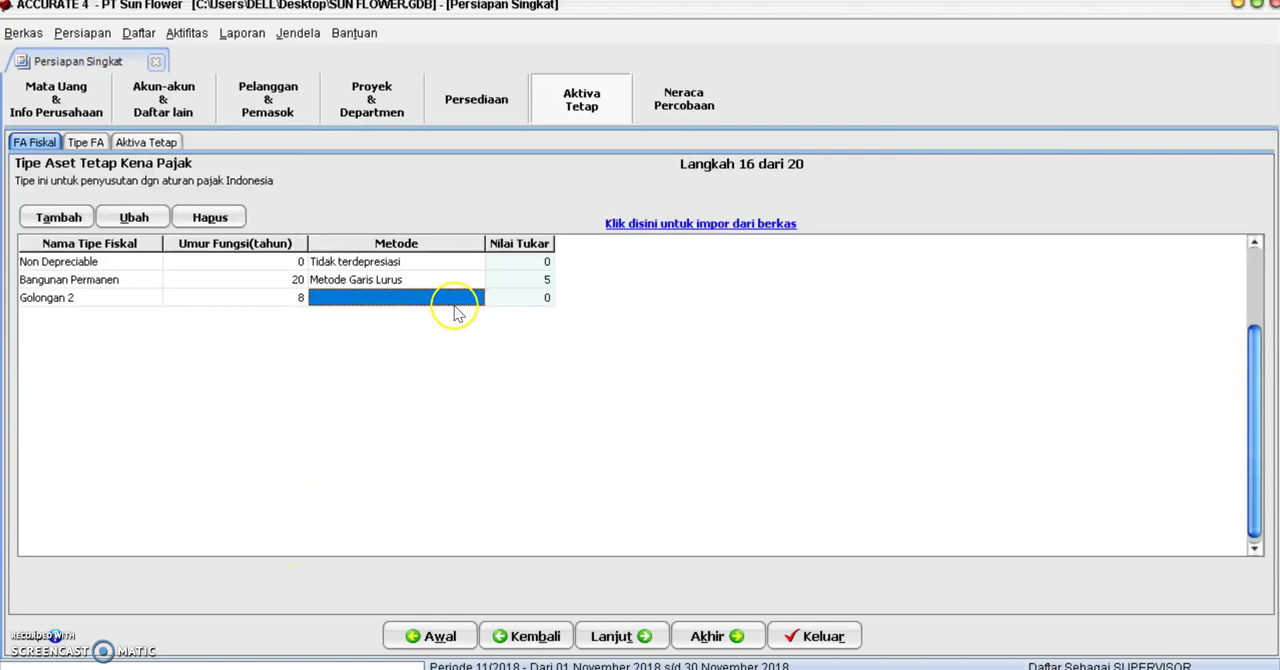 ACCURATE 4 - PT Sun Flower [C:\Users\DELL\Desktop\SUN FLOWER.GDB] - [Persiapan Singkat]
Berkas Persiapan Daftar Aktifitas Laporan Jendela Bantuan
Persiapan Singkat
Mata Uang & Info Perusahaan
Akun-akun & Daftar lain
Pelanggan & Pemasok
Proyek & Departmen
Persediaan
Aktiva Tetap
Neraca Percobaan
FA Fiskal Tipe FA Aktiva Tetap
Tipe Aset Tetap Kena Pajak Langkah 16 dari 20
Tipe ini untuk penyusutan dgn aturan pajak Indonesia
Tambah Ubah Hapus Klik disini untuk impor dari berkas
Nama Tipe Fiskal Umur Fungsi(tahun) Metode Nilai Tukar
Non Depreciable 0 Tidak terdepresiasi 0
Bangunan Permanen 20 Metode Garis Lurus 5
Golongan 2 8 0
Awal Kembali Lanjut Akhir Keluar
RECORDED WITH
SCREENCAST MATIC
Periode 11/2018 - Dari 01 November 2018 s/d 30 November 2018 Daftar Sebagai SUPERVISOR